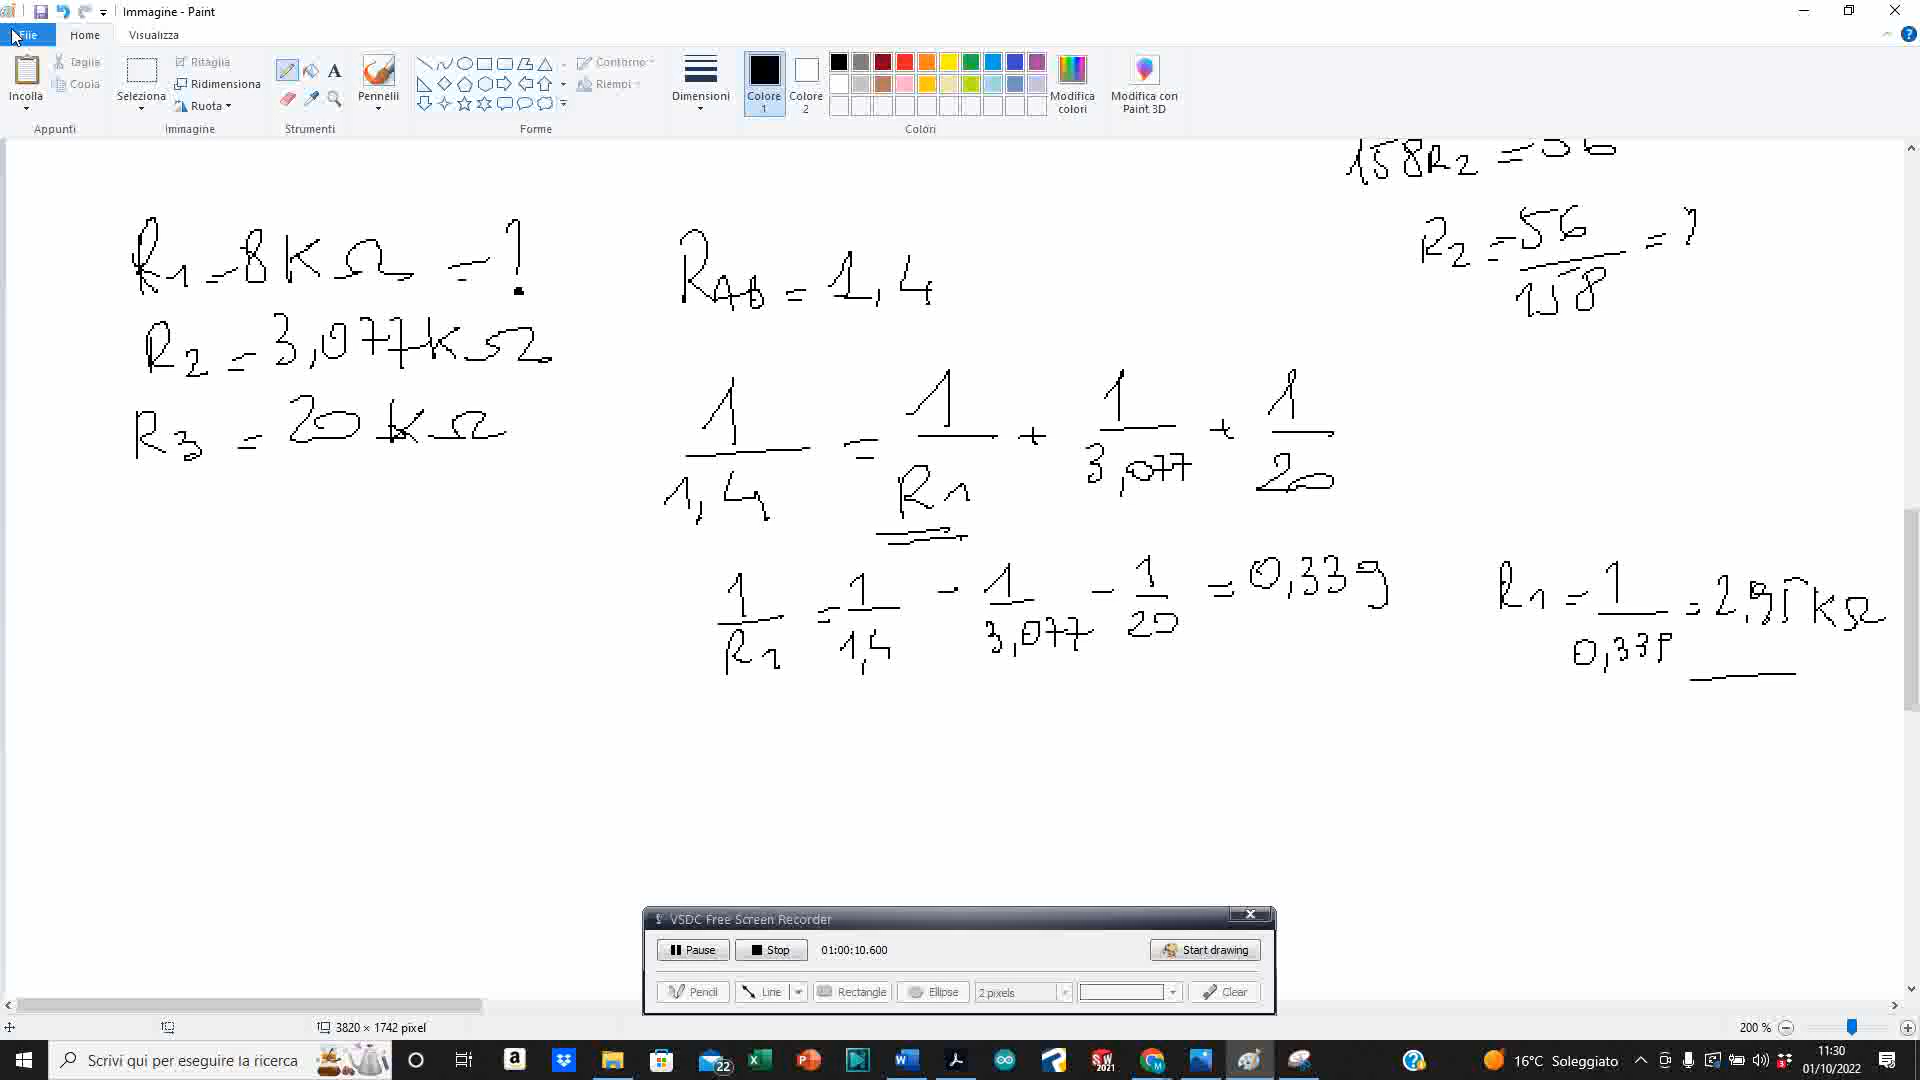 Immagine - Paint
File Home Visualizza
Incolla
Taglia
Copia
Appunti
Seleziona
Ritaglia
Ridimensiona
Ruota
Immagine
Strumenti
Pennelli
Forme
Contorno
Riempi
Dimensioni
Colore 1
Colore 2
Colori
Modifica colori
Modifica con Paint 3D
158R2 = 56
R2 = 56/158 = ?
R1 = 8KΩ = ?
R2 = 3,077KΩ
R3 = 20KΩ
RAB = 1,4
1/1,4 = 1/R1 + 1/3,077 + 1/20
1/R1 = 1/1,4 - 1/3,077 - 1/20 = 0,339
R1 = 1/0,339 = 2,95KΩ
VSDC Free Screen Recorder
Pause Stop 01:00:10.600 Start drawing
Pencil Line Rectangle Ellipse 2 pixels Clear
3820 × 1742 pixel
200 %
Scrivi qui per eseguire la ricerca
22
SW 2021
16°C Soleggiato
11:30
01/10/2022